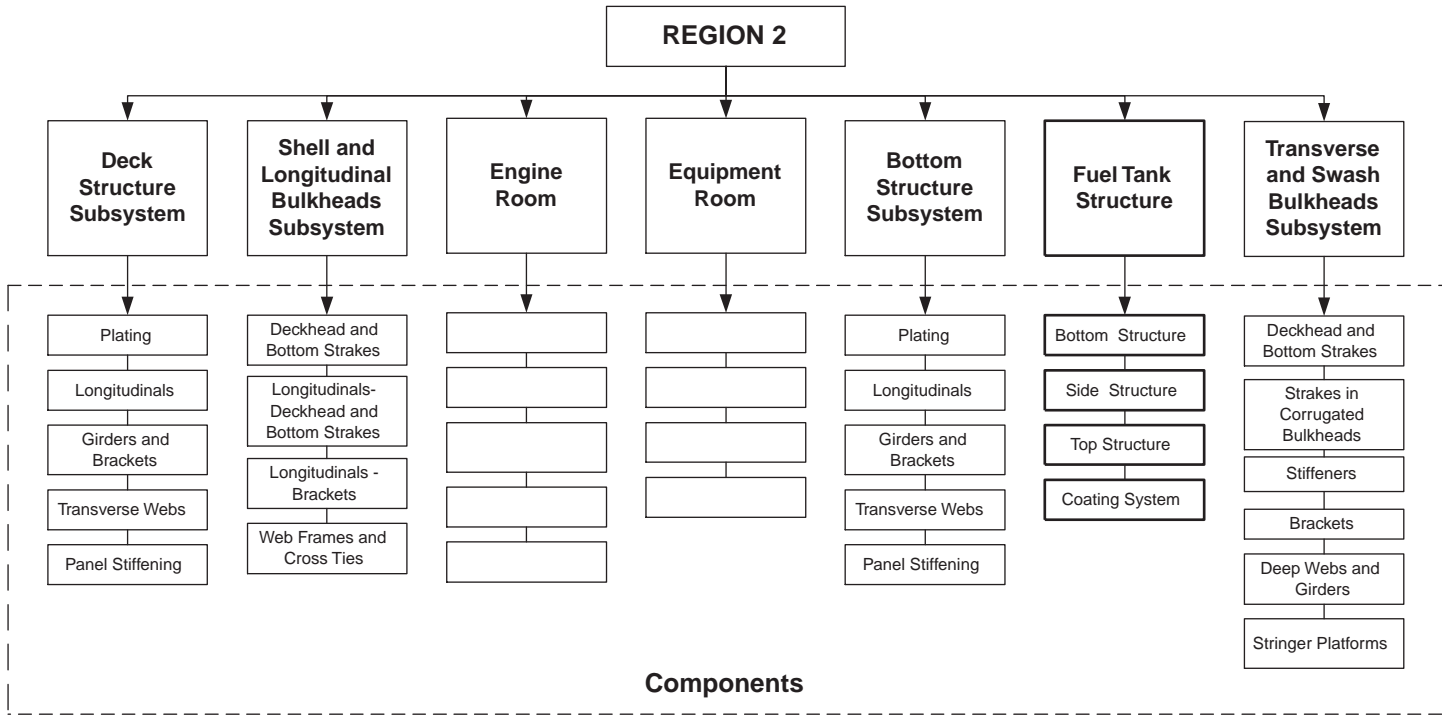 REGION 2
Deck
Structure
Subsystem
Shell and
Longitudinal
Bulkheads
Subsystem
Engine
Room
Equipment
Room
Bottom
Structure
Subsystem
Fuel Tank
Structure
Transverse
and Swash
Bulkheads
Subsystem
Plating
Longitudinals
Girders and
Brackets
Transverse Webs
Panel Stiffening
Deckhead and
Bottom Strakes
Longitudinals-
Deckhead and
Bottom Strakes
Longitudinals -
Brackets
Web Frames and
Cross Ties
Plating
Longitudinals
Girders and
Brackets
Transverse Webs
Panel Stiffening
Bottom Structure
Side Structure
Top Structure
Coating System
Deckhead and
Bottom Strakes
Strakes in
Corrugated
Bulkheads
Stiffeners
Brackets
Deep Webs and
Girders
Stringer Platforms
Components